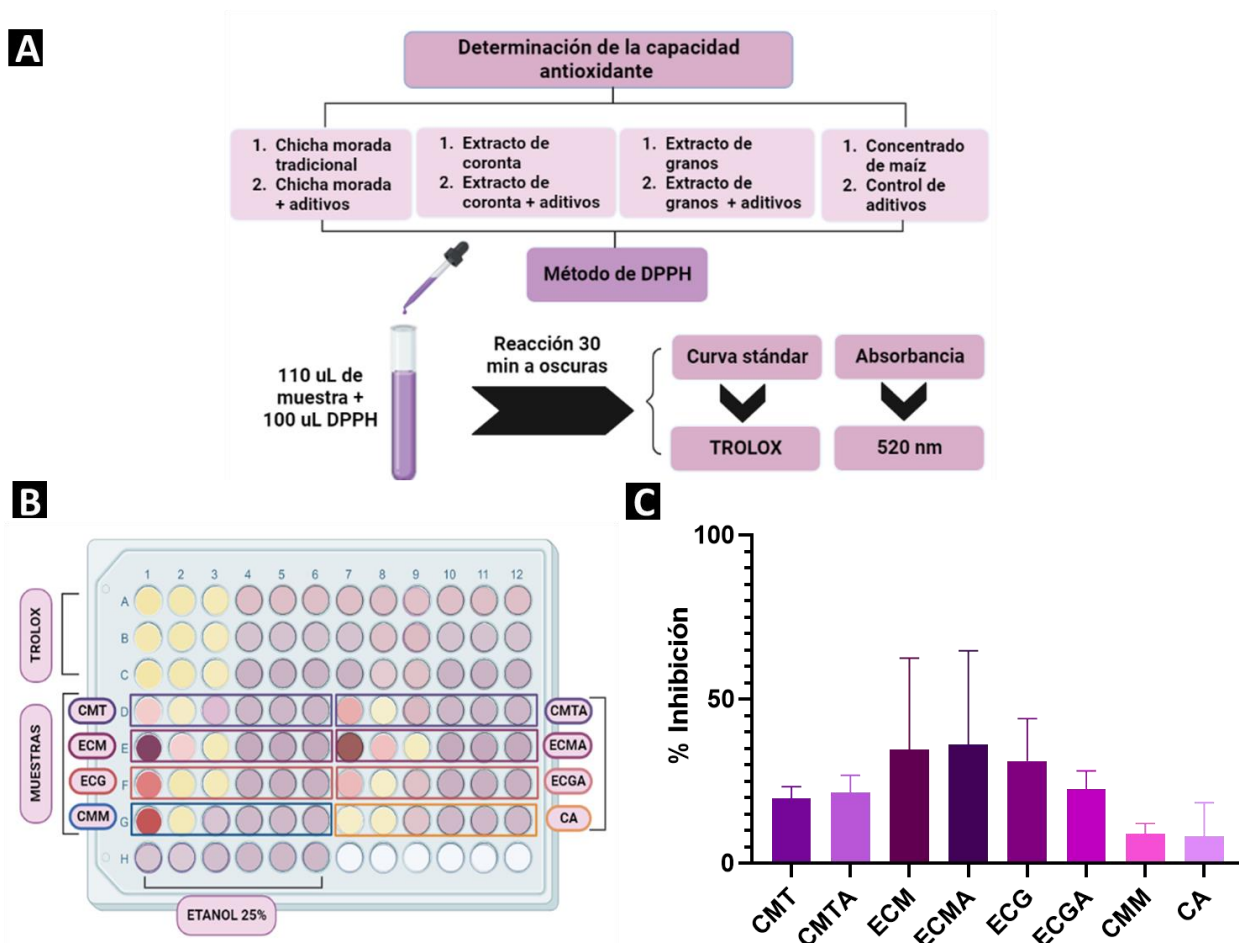 A
Determinación de la capacidad
antioxidante
1. Chicha morada
tradicional
2. Chicha morada
+ aditivos
1. Extracto de
coronta
2. Extracto de
coronta + aditivos
1. Extracto de
granos
2. Extracto de
granos + aditivos
1. Concentrado
de maíz
2. Control de
aditivos
Método de DPPH
110 uL de
muestra +
100 uL DPPH
Reacción 30
min a oscuras
Curva stándar
Absorbancia
TROLOX
520 nm
B
1 2 3 4 5 6 7 8 9 10 11 12
TROLOX
A
B
C
MUESTRAS
CMT
D
CMTA
ECM
E
ECMA
ECG
F
ECGA
CMM
G
CA
H
ETANOL 25%
C
% Inhibición
100
50
0
CMT
CMTA
ECM
ECMA
ECG
ECGA
CMM
CA